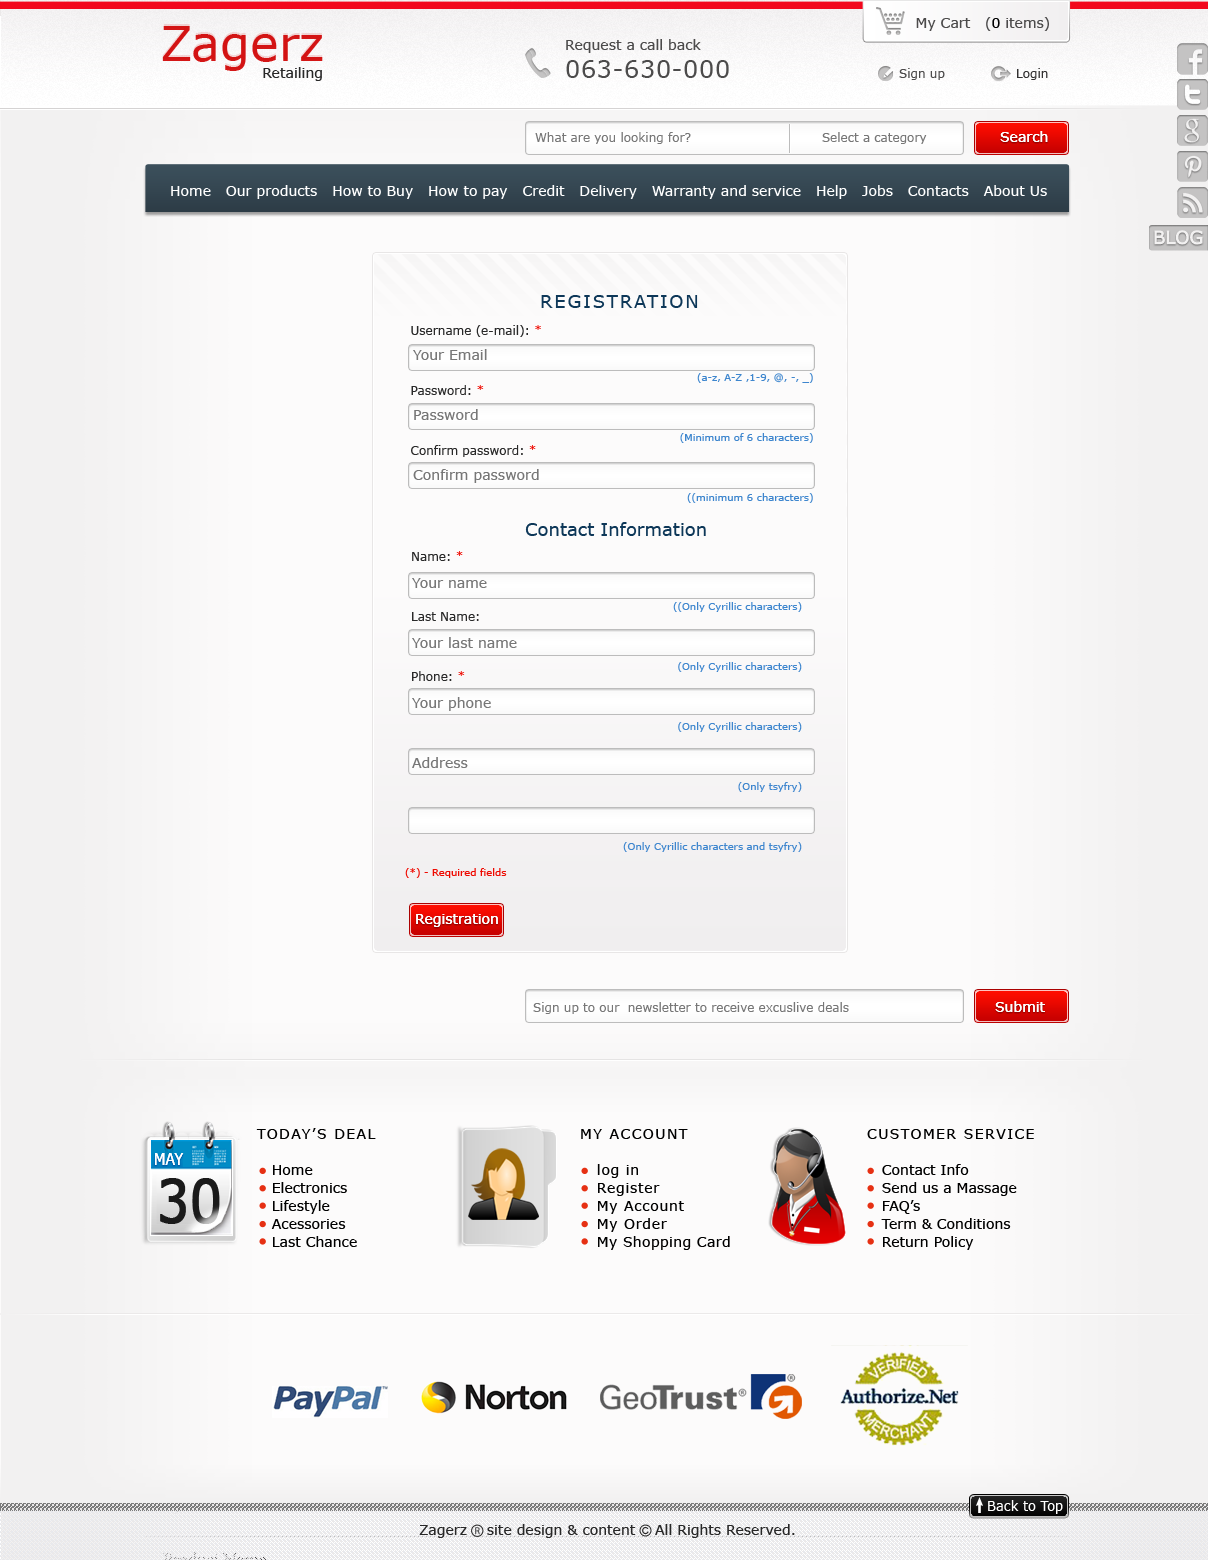 Zagerz
Retailing
Request a call back
063-630-000
My Cart (0 items)
Sign up
Login
What are you looking for?
Select a category
Search
Home Our products How to Buy How to pay Credit Delivery Warranty and service Help Jobs Contacts About Us
BLOG
REGISTRATION
Username (e-mail): *
Your Email
(a-z, A-Z ,1-9, @, -, _)
Password: *
Password
(Minimum of 6 characters)
Confirm password: *
Confirm password
((minimum 6 characters)
Contact Information
Name: *
Your name
((Only Cyrillic characters)
Last Name:
Your last name
(Only Cyrillic characters)
Phone: *
Your phone
(Only Cyrillic characters)
Address
(Only tsyfry)
(Only Cyrillic characters and tsyfry)
(*) - Required fields
Registration
Sign up to our newsletter to receive excuslive deals
Submit
MAY
30
TODAY'S DEAL
Home
Electronics
Lifestyle
Acessories
Last Chance
MY ACCOUNT
log in
Register
My Account
My Order
My Shopping Card
CUSTOMER SERVICE
Contact Info
Send us a Massage
FAQ's
Term & Conditions
Return Policy
PayPal™
Norton
GeoTrust®
VERIFIED
Authorize.Net
MERCHANT
Back to Top
Zagerz ® site design & content © All Rights Reserved.